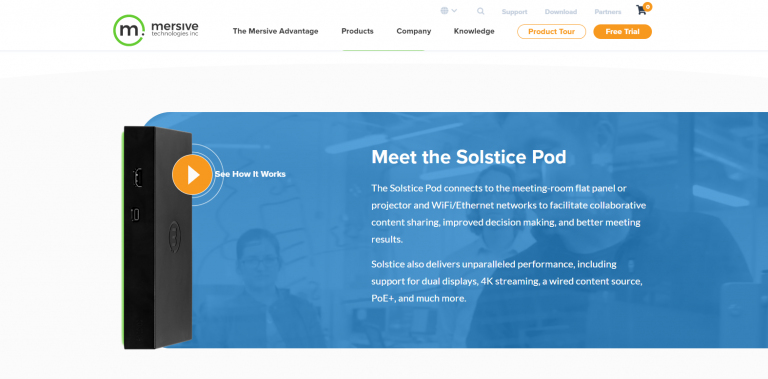 Support Download Partners 0
m. mersive
technologies inc
The Mersive Advantage Products Company Knowledge Product Tour Free Trial
Meet the Solstice Pod
See How It Works
The Solstice Pod connects to the meeting-room flat panel or
projector and WiFi/Ethernet networks to facilitate collaborative
content sharing, improved decision making, and better meeting
results.
Solstice also delivers unparalleled performance, including
support for dual displays, 4K streaming, a wired content source,
PoE+, and much more.